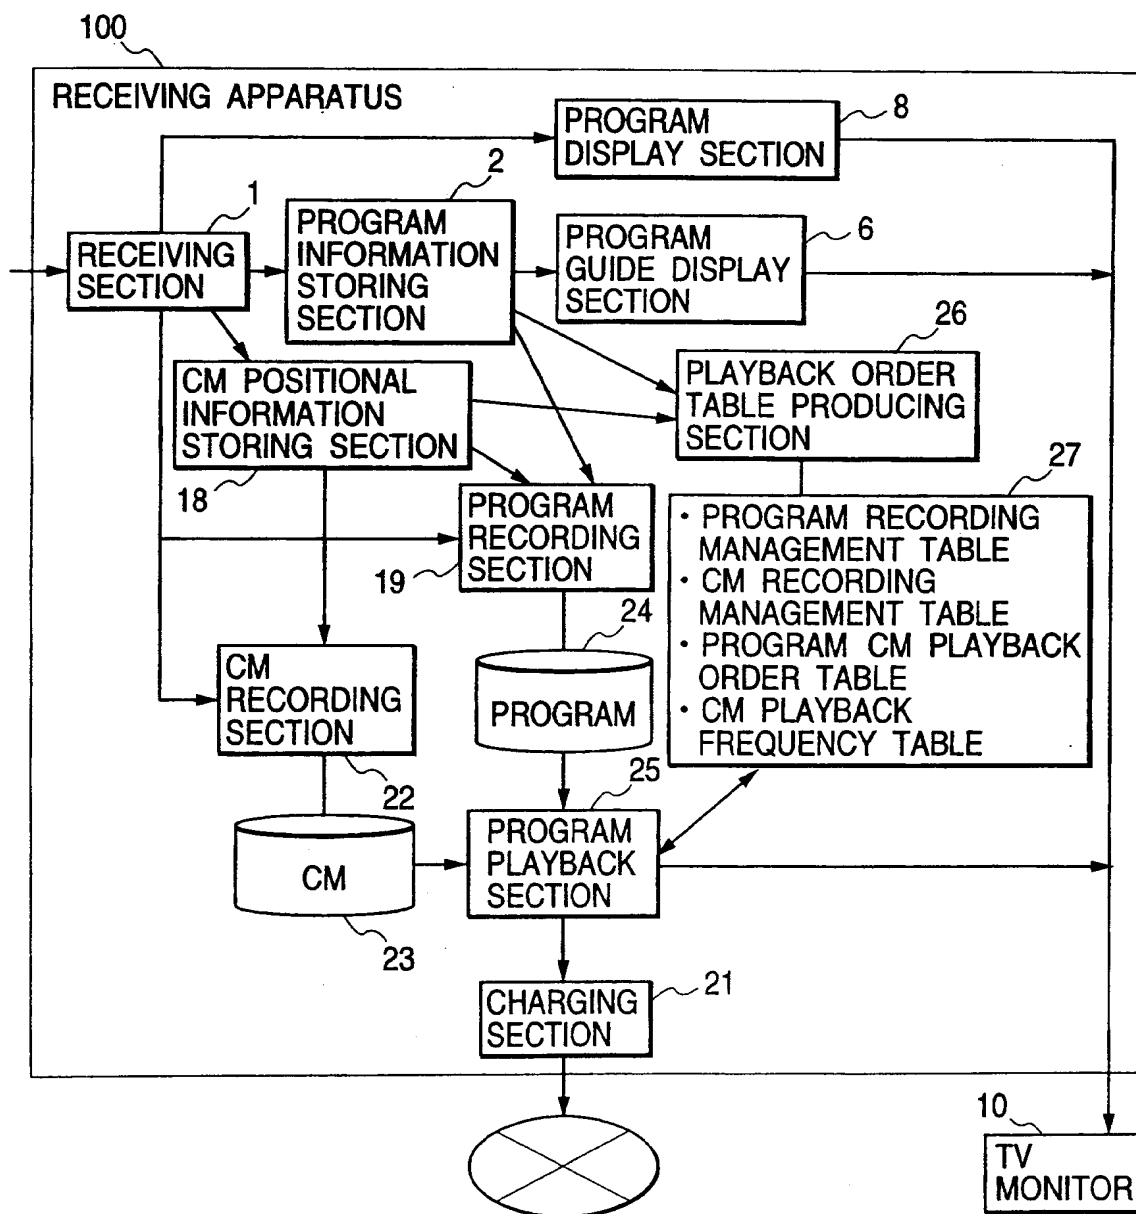 100
RECEIVING APPARATUS
PROGRAM
DISPLAY SECTION
8
1
RECEIVING
SECTION
2
PROGRAM
INFORMATION
STORING
SECTION
PROGRAM
GUIDE DISPLAY
SECTION
6
CM POSITIONAL
INFORMATION
STORING SECTION
18
26
PLAYBACK ORDER
TABLE PRODUCING
SECTION
PROGRAM
RECORDING
SECTION
19
27
· PROGRAM RECORDING
MANAGEMENT TABLE
· CM RECORDING
MANAGEMENT TABLE
· PROGRAM CM PLAYBACK
ORDER TABLE
· CM PLAYBACK
FREQUENCY TABLE
CM
RECORDING
SECTION
22
24
PROGRAM
CM
23
25
PROGRAM
PLAYBACK
SECTION
CHARGING
SECTION
21
10
TV
MONITOR